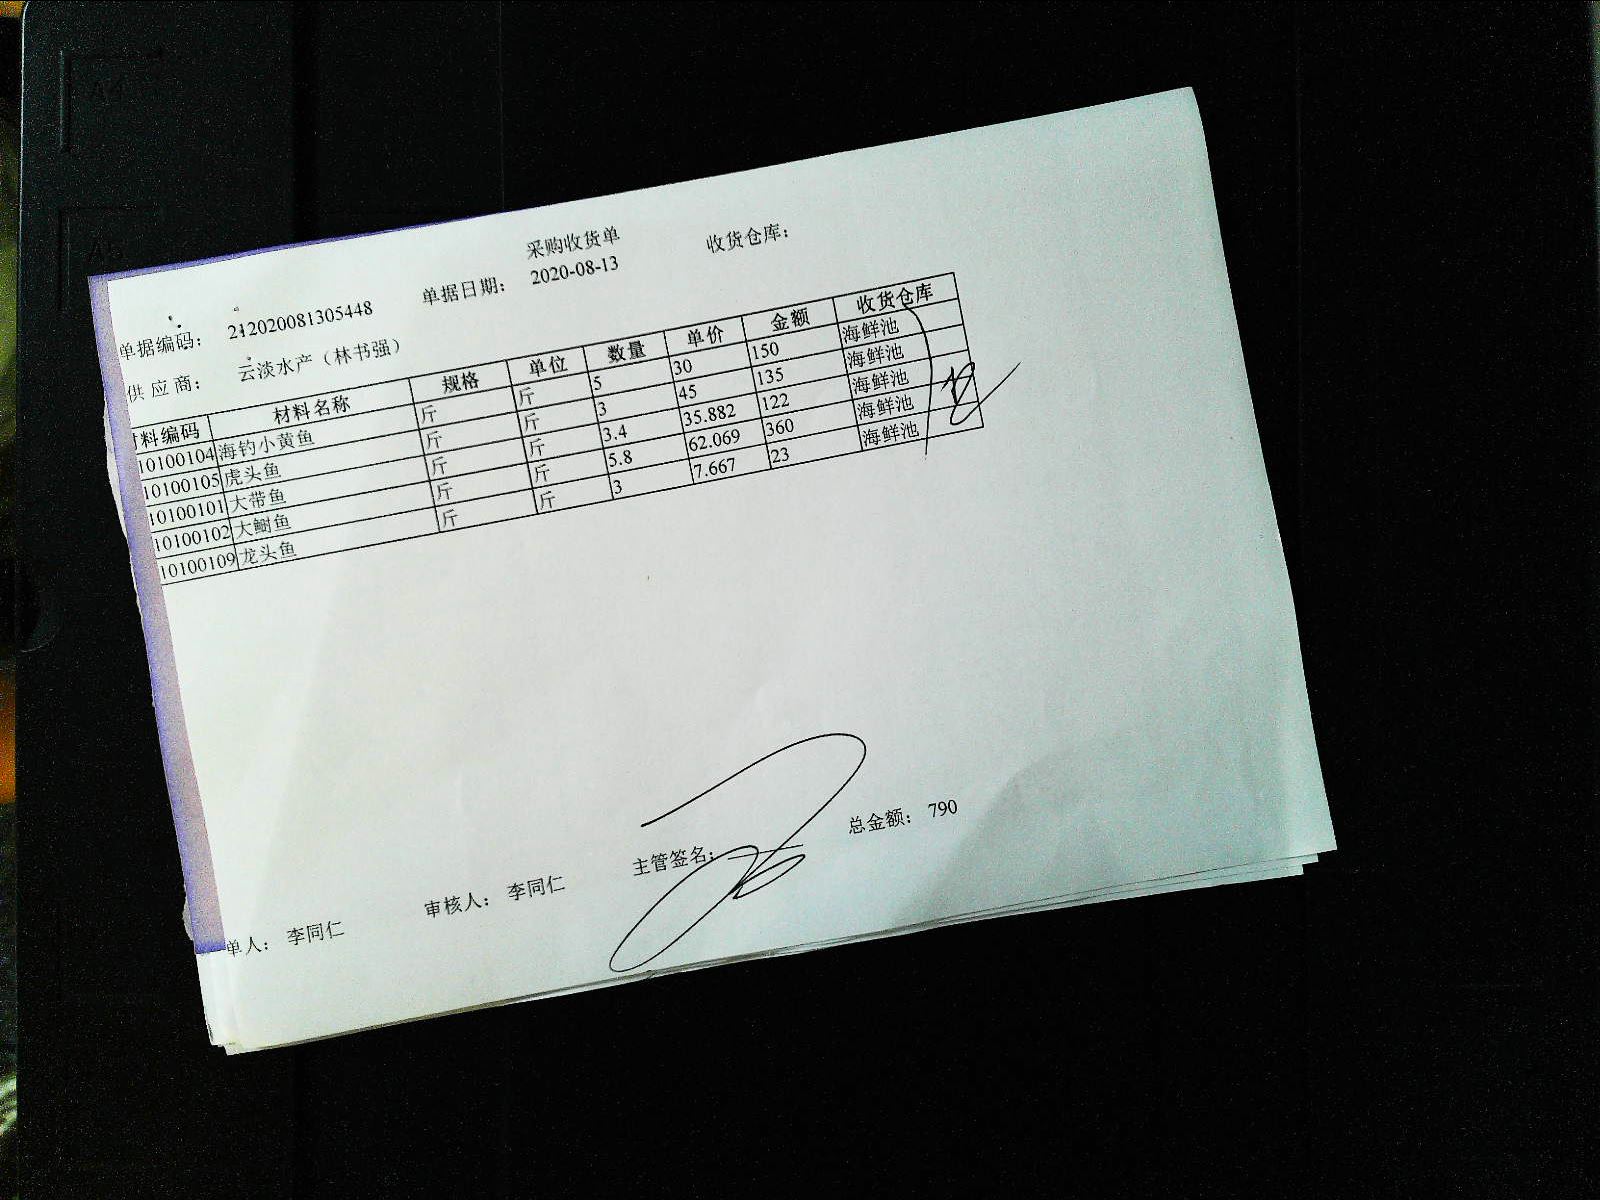 采购收货单
单据编码： 212020081305448 单据日期： 2020-08-13 收货仓库：
供 应 商： 云淡水产（林书强）
材料编码 材料名称 规格 单位 数量 单价 金额 收货仓库
10100104 海钓小黄鱼 斤 斤 5 30 150 海鲜池
10100105 虎头鱼 斤 斤 3 45 135 海鲜池
10100101 大带鱼 斤 斤 3.4 35.882 122 海鲜池
10100102 大鲥鱼 斤 斤 5.8 62.069 360 海鲜池
10100109 龙头鱼 斤 斤 3 7.667 23 海鲜池
单人： 李同仁 审核人： 李同仁 主管签名： 总金额： 790